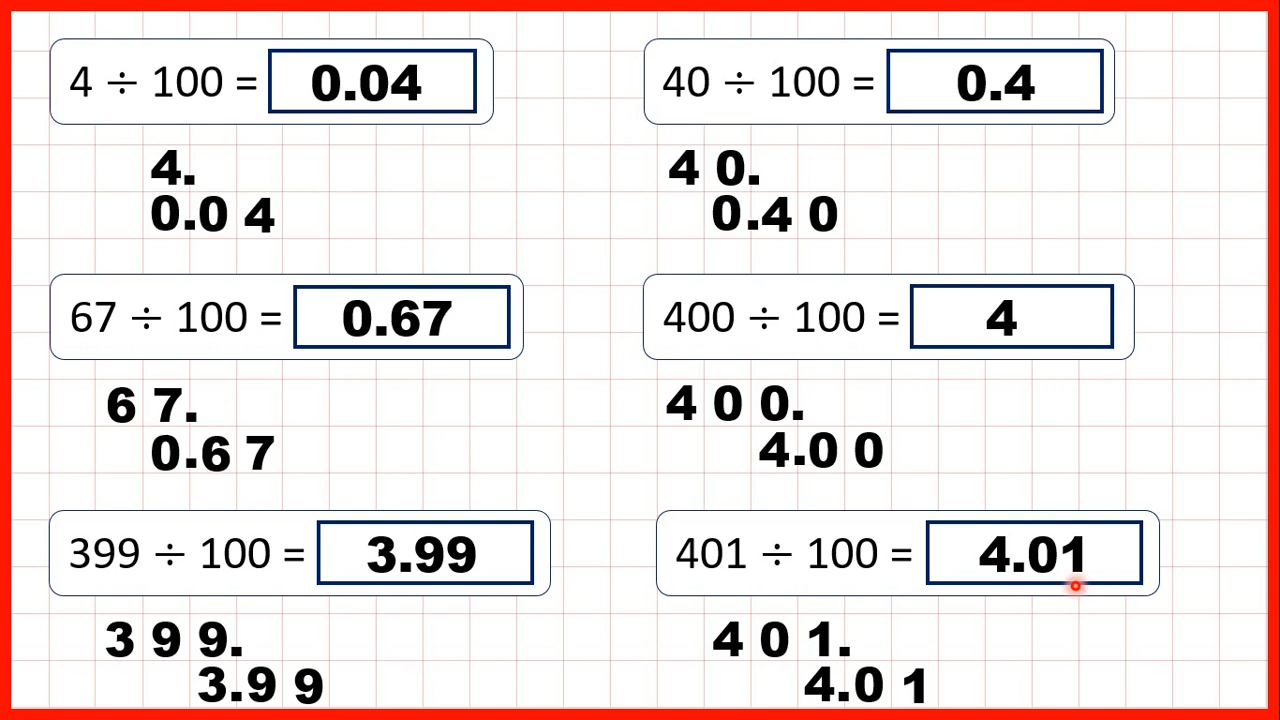 4 ÷ 100 = 0.04
4.
0.0 4
40 ÷ 100 = 0.4
4 0.
0.4 0
67 ÷ 100 = 0.67
6 7.
0.6 7
400 ÷ 100 = 4
4 0 0.
4.0 0
399 ÷ 100 = 3.99
3 9 9.
3.9 9
401 ÷ 100 = 4.01
4 0 1.
4.0 1